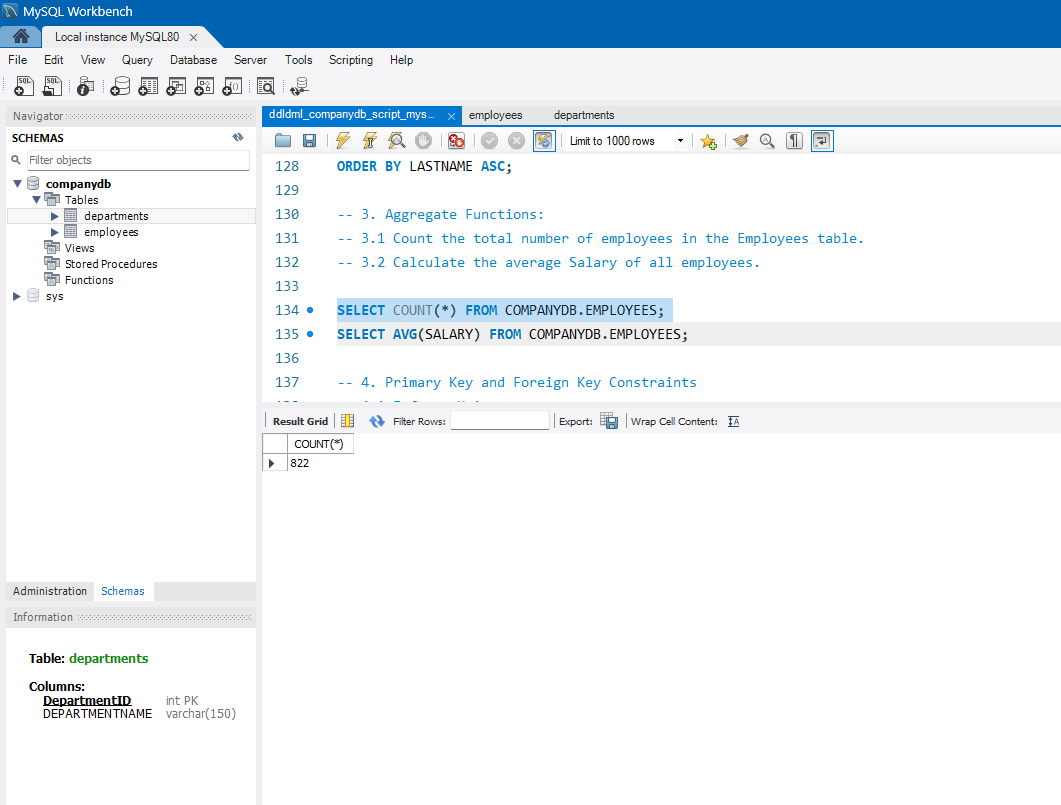 MySQL Workbench
Local instance MySQL80
File Edit View Query Database Server Tools Scripting Help
SQL SQL
Navigator
SCHEMAS
Filter objects
companydb
Tables
departments
employees
Views
Stored Procedures
Functions
sys
Administration Schemas
Information
Table: departments
Columns:
DepartmentID int PK
DEPARTMENTNAME varchar(150)
ddldml_companydb_script_mys... employees departments
Limit to 1000 rows
128 ORDER BY LASTNAME ASC;
129
130 -- 3. Aggregate Functions:
131 -- 3.1 Count the total number of employees in the Employees table.
132 -- 3.2 Calculate the average Salary of all employees.
133
134 SELECT COUNT(*) FROM COMPANYDB.EMPLOYEES;
135 SELECT AVG(SALARY) FROM COMPANYDB.EMPLOYEES;
136
137 -- 4. Primary Key and Foreign Key Constraints
Result Grid Filter Rows: Export: Wrap Cell Content:
COUNT(*)
822